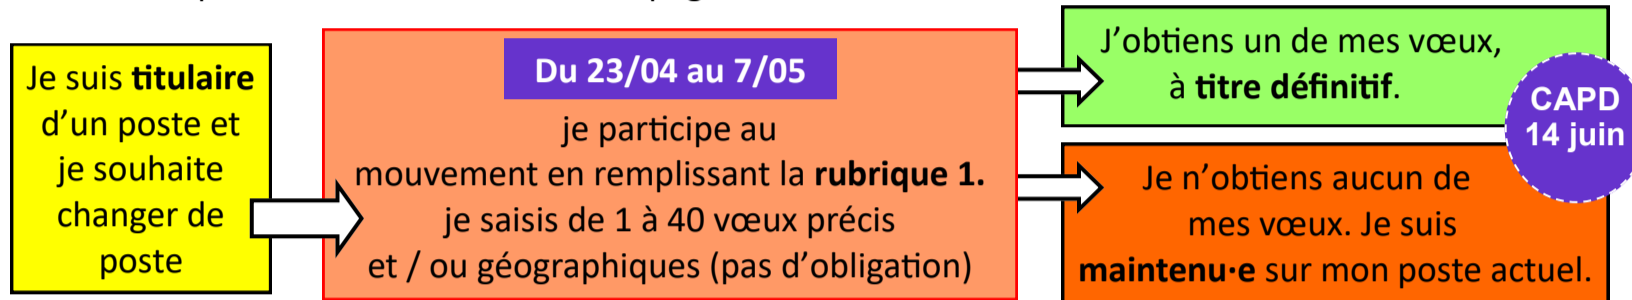 Je suis titulaire
d'un poste et
je souhaite
changer de
poste
Du 23/04 au 7/05
je participe au
mouvement en remplissant la rubrique 1.
je saisis de 1 à 40 vœux précis
et / ou géographiques (pas d'obligation)
J'obtiens un de mes vœux,
à titre définitif.
CAPD
14 juin
Je n'obtiens aucun de
mes vœux. Je suis
maintenu·e sur mon poste actuel.